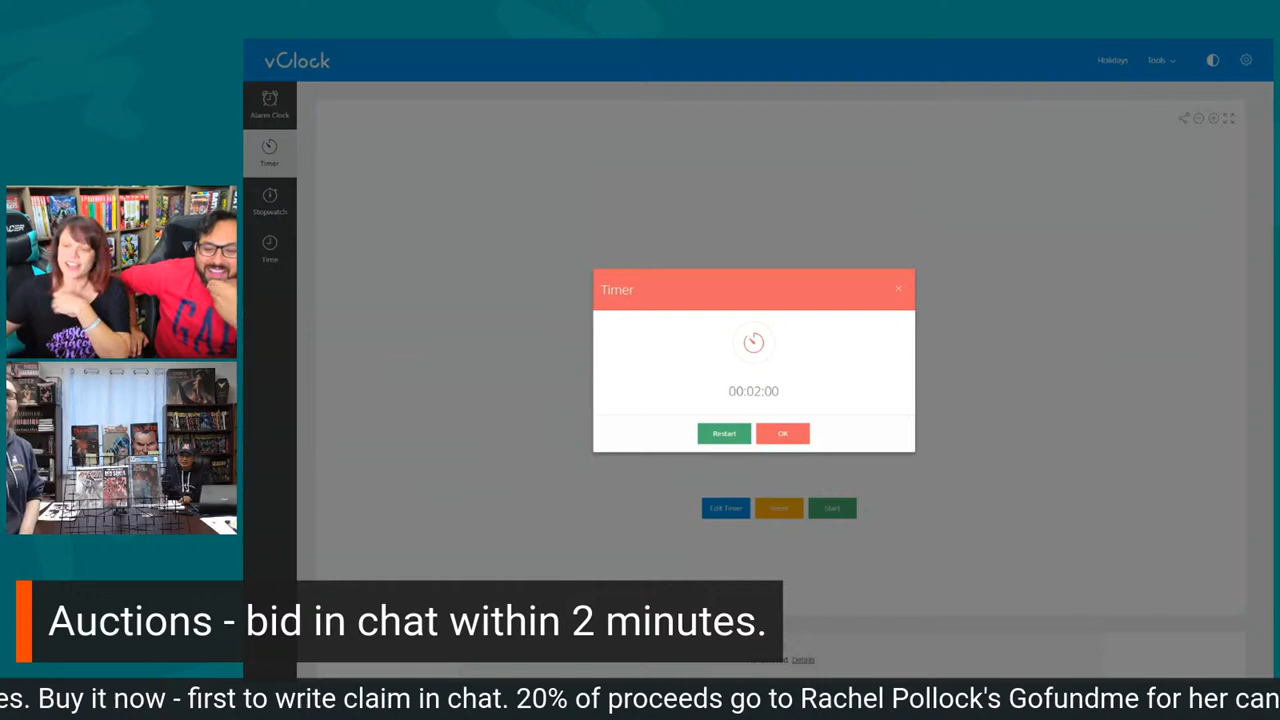 vClock
Holidays
Tools
Alarm Clock
Timer
Stopwatch
Time
Timer
00:02:00
Restart
OK
Edit Timer
Reset
Start
Details
Auctions - bid in chat within 2 minutes.
es. Buy it now - first to write claim in chat. 20% of proceeds go to Rachel Pollock's Gofundme for her can